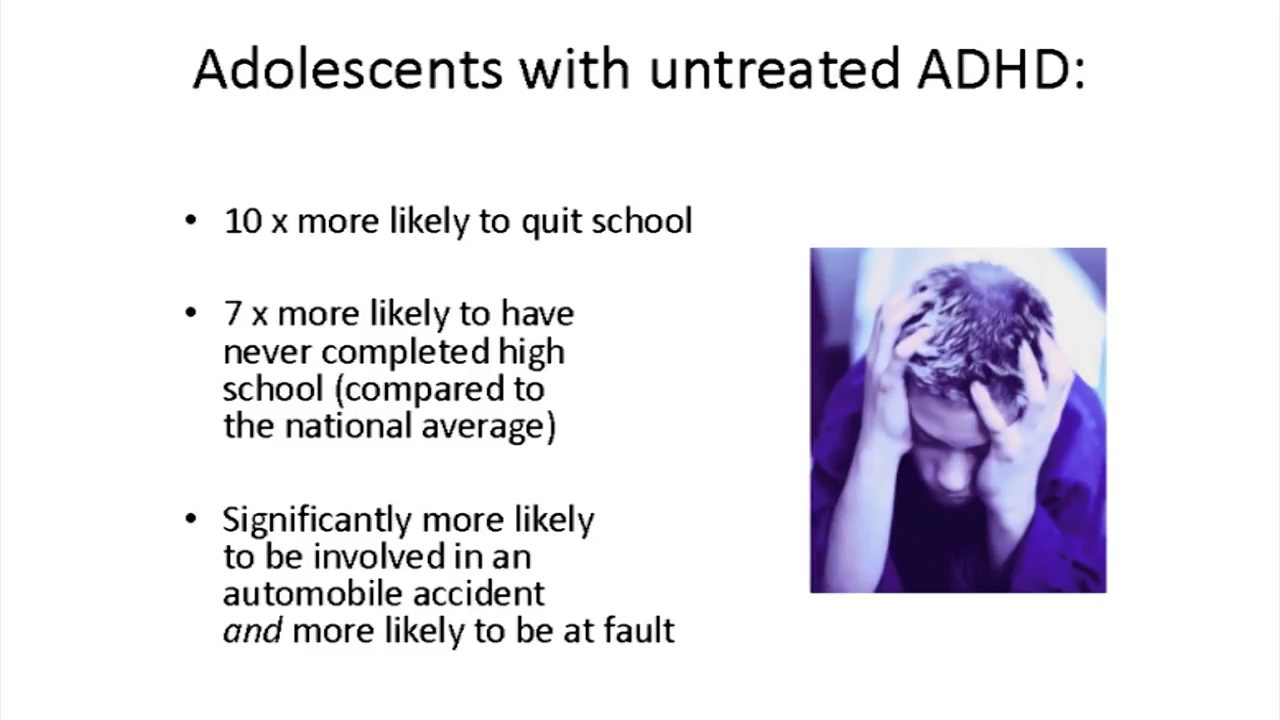 Adolescents with untreated ADHD:
• 10 x more likely to quit school
• 7 x more likely to have
never completed high
school (compared to
the national average)
• Significantly more likely
to be involved in an
automobile accident
and more likely to be at fault